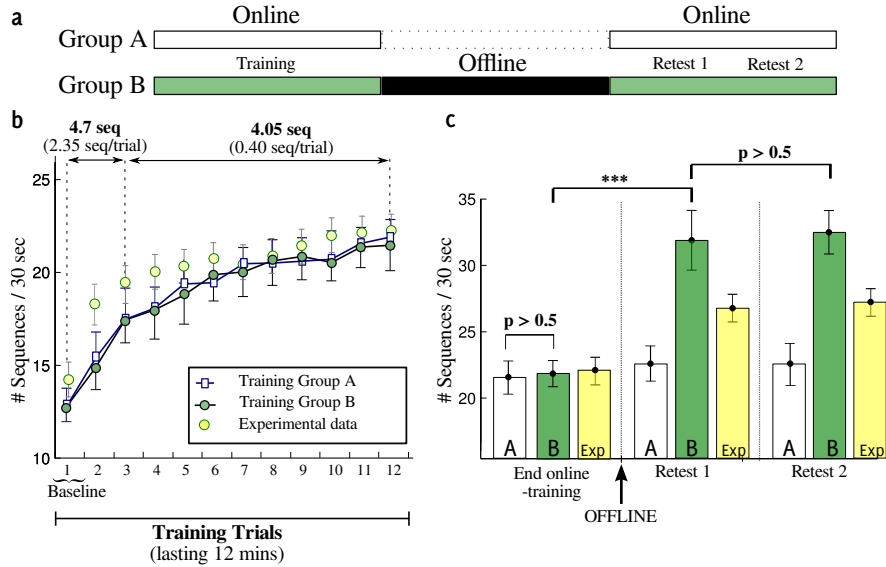 a
Online
Online
Group A
Group B
Training
Offline
Retest 1
Retest 2
b
4.7 seq
(2.35 seq/trial)
4.05 seq
(0.40 seq/trial)
# Sequences / 30 sec
25
20
15
10
Training Group A
Training Group B
Experimental data
1 2 3 4 5 6 7 8 9 10 11 12
Baseline
Training Trials
(lasting 12 mins)
c
# Sequences / 30 sec
35
31
26
22
p > 0.5
***
p > 0.5
A B Exp A B Exp A B Exp
End online
-training
Retest 1
Retest 2
OFFLINE